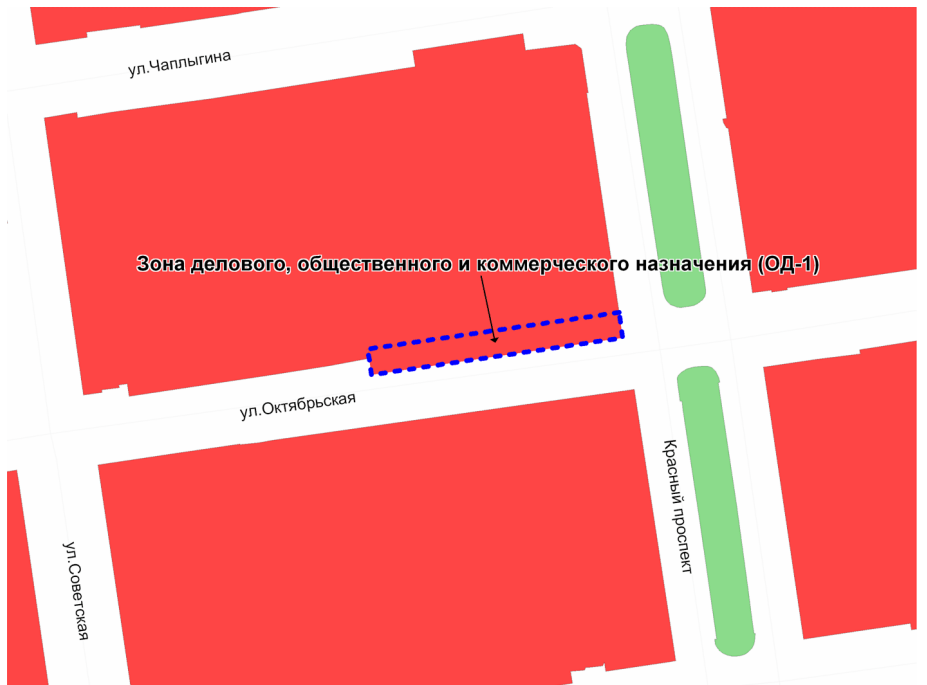 ул.Чаплыгина
Зона делового, общественного и коммерческого назначения (ОД-1)
ул.Октябрьская
Красный проспект
ул.Советская